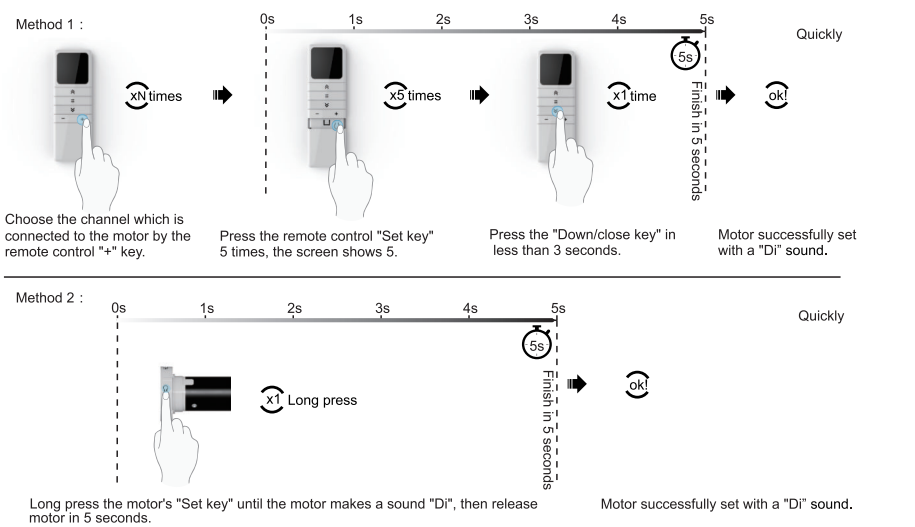 Method 1 :
0s 1s 2s 3s 4s 5s
Quickly
5s
xN times
x5 times
x1 time
Finish in 5 seconds
ok!
Choose the channel which is
connected to the motor by the
remote control "+" key.
Press the remote control "Set key"
5 times, the screen shows 5.
Press the "Down/close key" in
less than 3 seconds.
Motor successfully set
with a "Di” sound.
Method 2 :
0s 1s 2s 3s 4s 5s
Quickly
5s
x1 Long press
Finish in 5 seconds
ok!
Long press the motor's "Set key" until the motor makes a sound "Di", then release
motor in 5 seconds.
Motor successfully set with a "Di” sound.